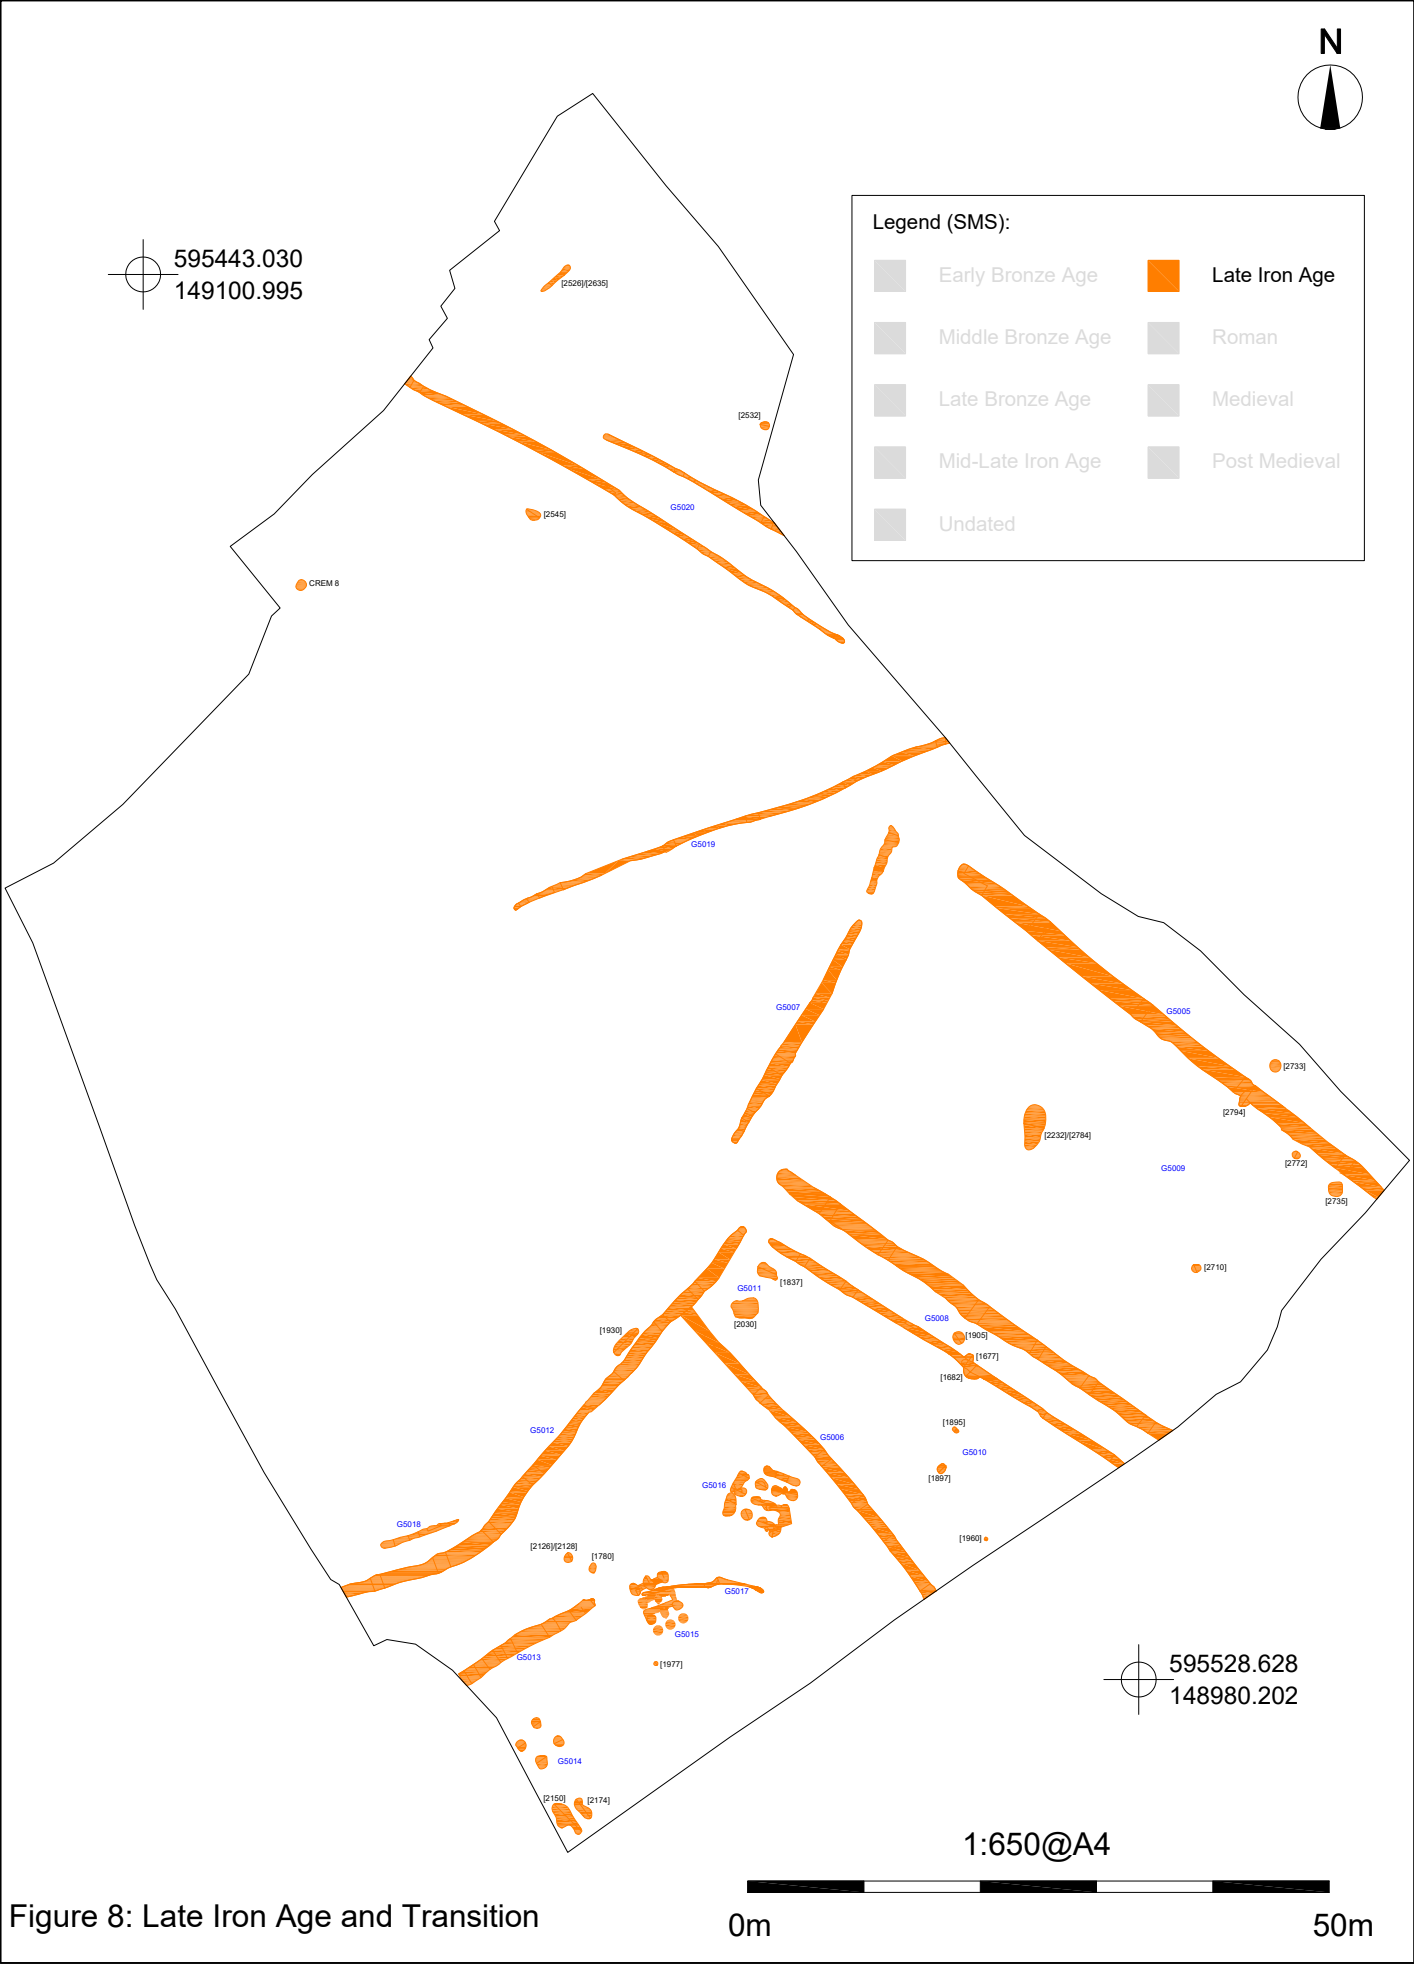 N
595443.030
149100.995
Legend (SMS):
Early Bronze Age
Late Iron Age
Middle Bronze Age
Roman
Late Bronze Age
Medieval
Mid-Late Iron Age
Post Medieval
Undated
[2526]/[2635]
[2532]
G5020
[2545]
CREM 8
G5019
G5007
G5005
[2733]
[2794]
[2232]/[2784]
[2772]
G5009
[2735]
[2710]
[1837]
G5011
[2030]
G5008
[1930]
[1905]
[1677]
[1682]
[1895]
G5012
G5006
G5010
[1897]
G5016
G5018
[1960]
[2126]/[2128]
[1780]
G5017
G5015
G5013
[1977]
595528.628
148980.202
G5014
[2150]
[2174]
1:650@A4
0m
50m
Figure 8: Late Iron Age and Transition